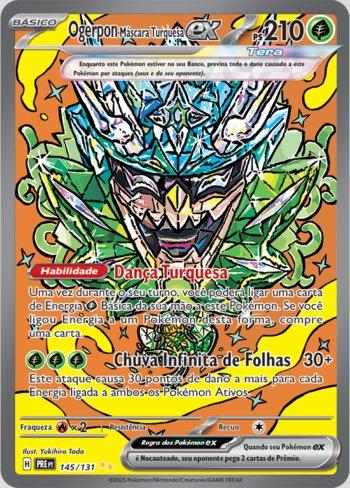 BÁSICO Ogerpon Máscara Turquesa ex PS 210
Tera
Enquanto este Pokémon estiver no seu Banco, previna todo o dano causado a este
Pokémon por ataques (seus e do seu oponente).
Habilidade Dança Turquesa
Uma vez durante o seu turno, você poderá ligar uma carta
de Energia de Básica da sua mão a este Pokémon. Se você
ligou Energia a um Pokémon desta forma, compre
uma carta.
Chuva Infinita de Folhas 30+
Este ataque causa 30 pontos de dano a mais para cada
Energia ligada a ambos os Pokémon Ativos.
Fraqueza ×2 Resistência Recuo
Ilust. Yukihiro Tada
Regra dos Pokémon ex Quando seu Pokémon ex
é Nocauteado, seu oponente pega 2 cartas de Prêmio.
H PRE PT 145/131
©2025 Pokémon/Nintendo/Creatures/GAME FREAK